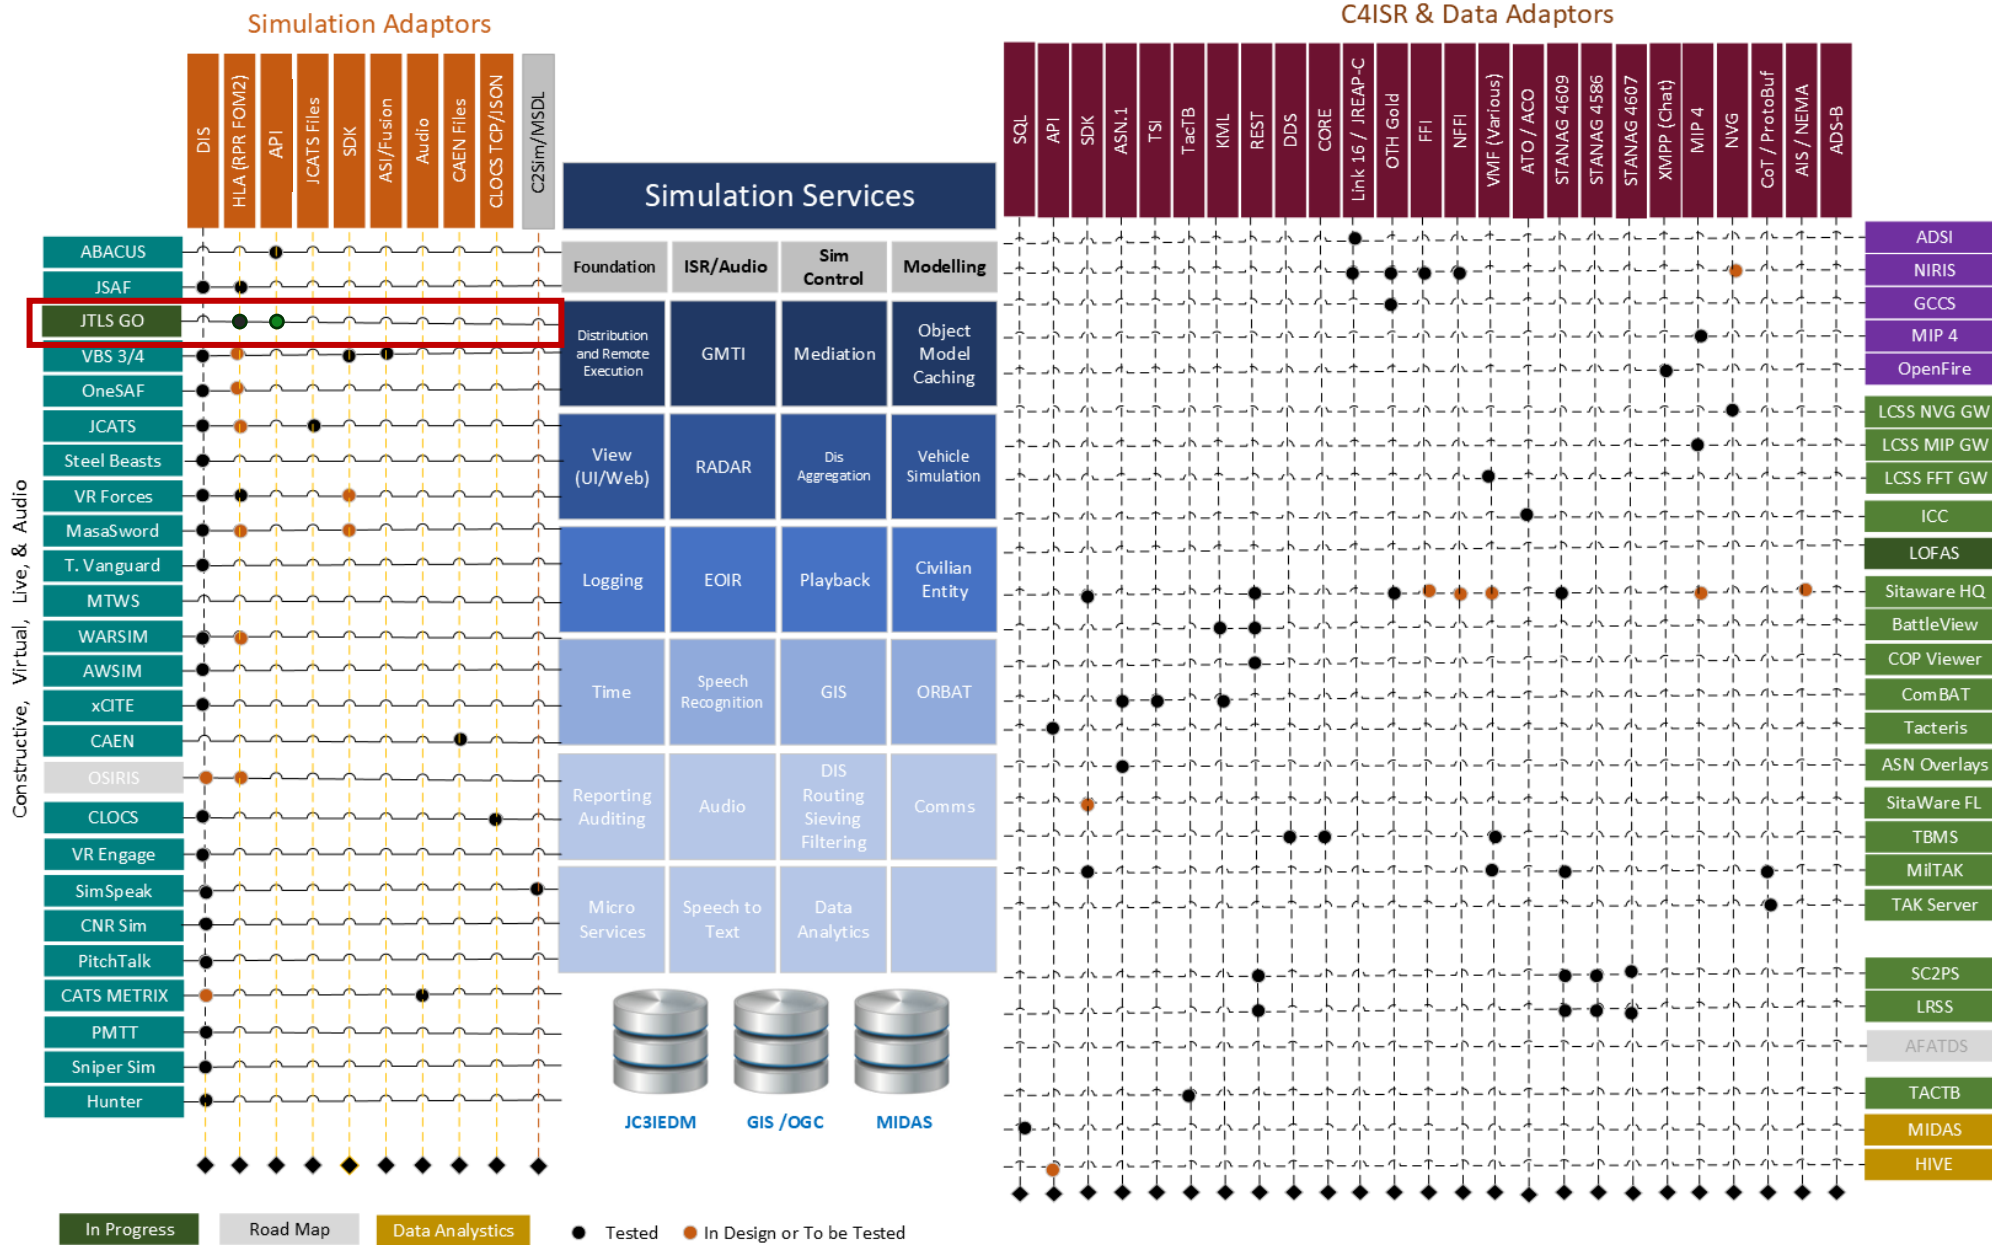 Simulation Adaptors
C4ISR & Data Adaptors
DIS
HLA (RPR FOM2)
API
JCATS Files
SDK
ASI/Fusion
Audio
CAEN Files
CLOCS TCP/JSON
C2Sim/MSDL
SQL
API
SDK
ASN.1
TSI
TacTB
KML
REST
DDS
CORE
Link 16 / JREAP-C
OTH Gold
FFI
NFFI
VMF (Various)
ATO / ACO
STANAG 4609
STANAG 4586
STANAG 4607
XMPP (Chat)
MIP 4
NVG
CoT / ProtoBuf
AIS / NEMA
ADS-B
Constructive, Virtual, Live, & Audio
ABACUS
JSAF
JTLS GO
VBS 3/4
OneSAF
JCATS
Steel Beasts
VR Forces
MasaSword
T. Vanguard
MTWS
WARSIM
AWSIM
xCITE
CAEN
OSIRIS
CLOCS
VR Engage
SimSpeak
CNR Sim
PitchTalk
CATS METRIX
PMTT
Sniper Sim
Hunter
Simulation Services
Foundation
ISR/Audio
Sim
Control
Modelling
Distribution
and Remote
Execution
GMTI
Mediation
Object
Model
Caching
View
(UI/Web)
RADAR
Dis
Aggregation
Vehicle
Simulation
Logging
EOIR
Playback
Civilian
Entity
Time
Speech
Recognition
GIS
ORBAT
Reporting
Auditing
Audio
DIS
Routing
Sieving
Filtering
Comms
Micro
Services
Speech to
Text
Data
Analytics
JC3IEDM
GIS /OGC
MIDAS
ADSI
NIRIS
GCCS
MIP 4
OpenFire
LCSS NVG GW
LCSS MIP GW
LCSS FFT GW
ICC
LOFAS
Sitaware HQ
BattleView
COP Viewer
ComBAT
Tacteris
ASN Overlays
SitaWare FL
TBMS
MilTAK
TAK Server
SC2PS
LRSS
AFATDS
TACTB
MIDAS
HIVE
In Progress
Road Map
Data Analystics
Tested
In Design or To be Tested